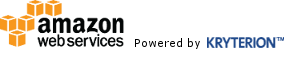 amazon
webservices
Powered by KRYTERION™